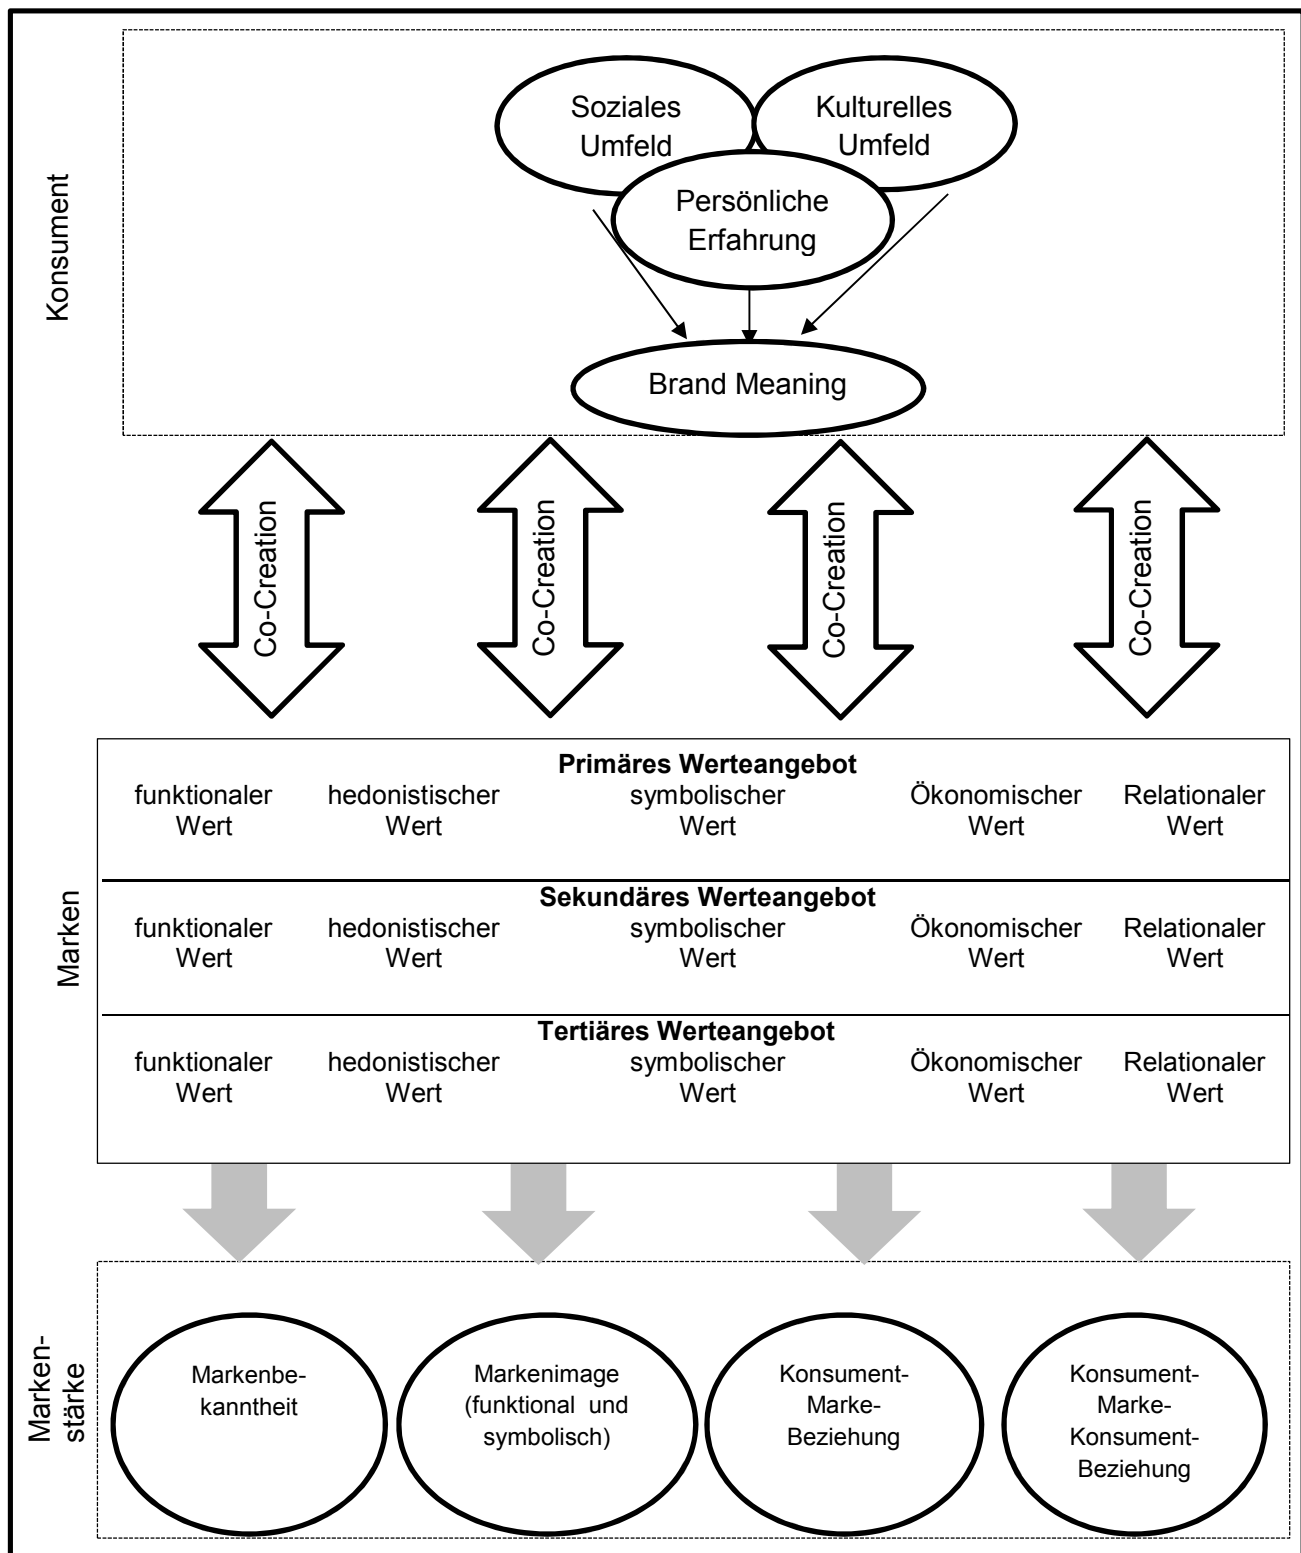 Konsument
Soziales
Umfeld
Kulturelles
Umfeld
Persönliche
Erfahrung
Brand Meaning
Co-Creation
Co-Creation
Co-Creation
Co-Creation
Marken
Primäres Werteangebot
funktionaler Wert
hedonistischer Wert
symbolischer Wert
Ökonomischer Wert
Relationaler Wert
Sekundäres Werteangebot
funktionaler Wert
hedonistischer Wert
symbolischer Wert
Ökonomischer Wert
Relationaler Wert
Tertiäres Werteangebot
funktionaler Wert
hedonistischer Wert
symbolischer Wert
Ökonomischer Wert
Relationaler Wert
Marken-
stärke
Markenbe-
kanntheit
Markenimage
(funktional und
symbolisch)
Konsument-
Marke-
Beziehung
Konsument-
Marke-
Konsument-
Beziehung